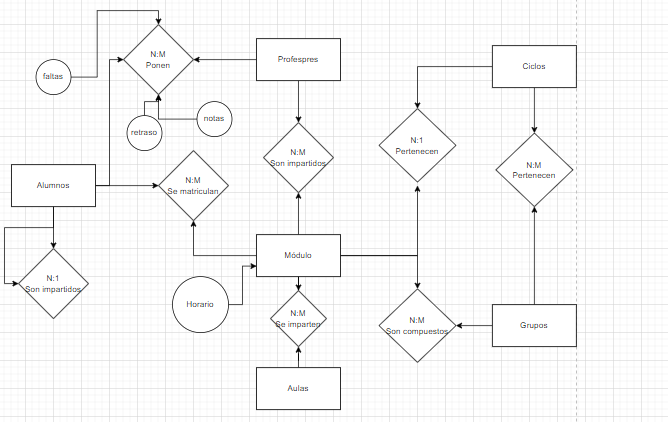 N:M
Ponen
Profespres
Ciclos
faltas
notas
retraso
N:1
Pertenecen
N:M
Son impartidos
N:M
Pertenecen
Alumnos
N:M
Se matriculan
Módulo
N:1
Son impartidos
Horario
N:M
Se imparten
N:M
Son compuestos
Grupos
Aulas